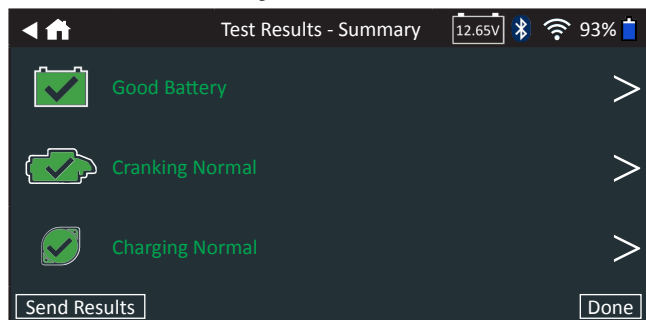 Test Results - Summary 12.65V 93%
Good Battery
Cranking Normal
Charging Normal
Send Results Done